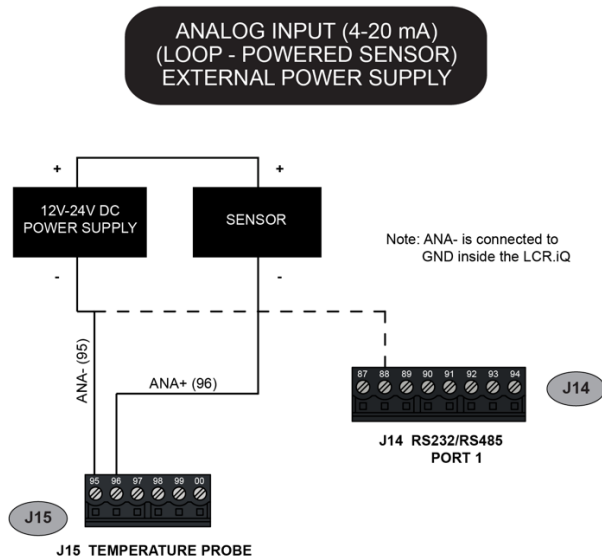 ANALOG INPUT (4-20 mA)
(LOOP - POWERED SENSOR)
EXTERNAL POWER SUPPLY
+
+
12V-24V DC
POWER SUPPLY
SENSOR
Note: ANA- is connected to
GND inside the LCR.iQ
-
-
ANA- (95)
ANA+ (96)
87 88 89 90 91 92 93 94
J14
J14 RS232/RS485
PORT 1
95 96 97 98 99 00
J15
J15 TEMPERATURE PROBE